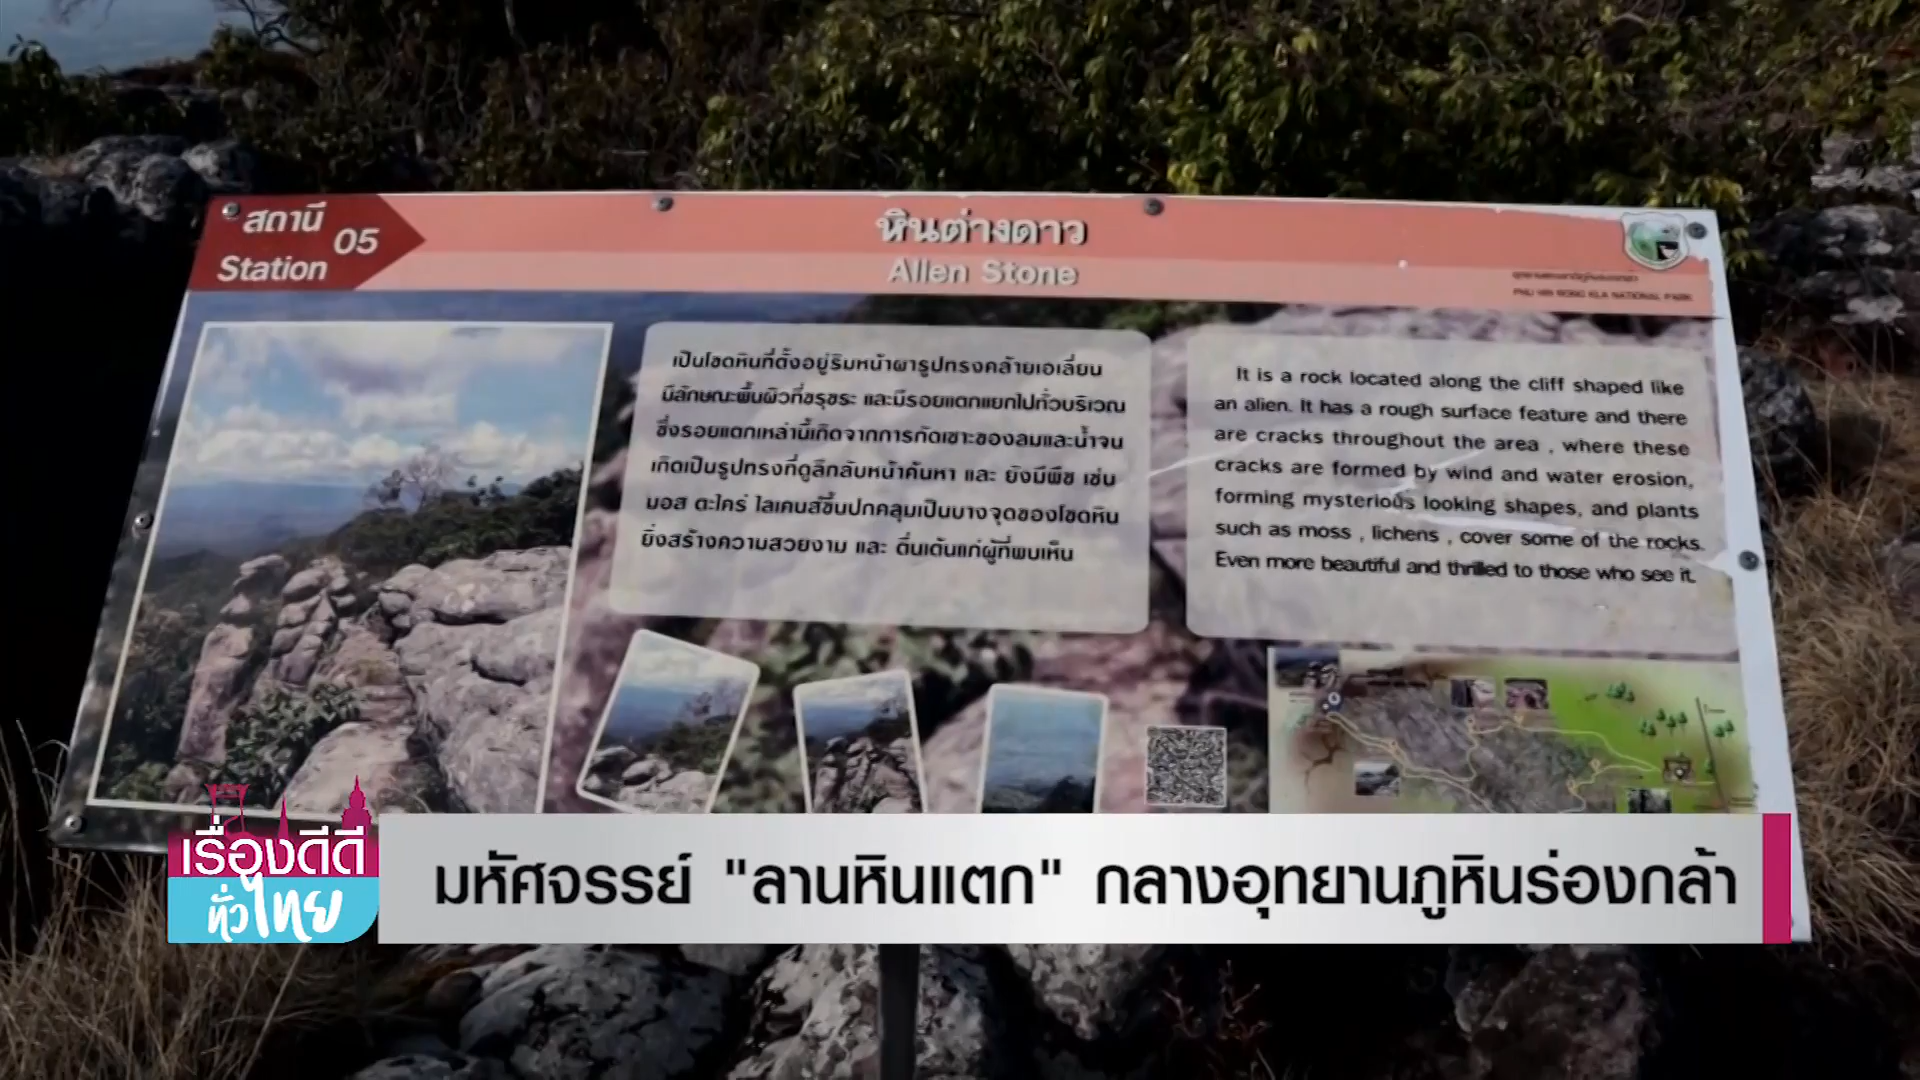 สถานี
05
Station
หินต่างดาว
Allen Stone
PHU HIN RONG KLA NATIONAL PARK
เป็นโขดหินที่ตั้งอยู่ริมหน้าผารูปทรงคล้ายเอเลี่ยน
มีลักษณะพื้นผิวที่ขรุขระ และมีรอยแตกแยกไปทั่วบริเวณ
ซึ่งรอยแตกเหล่านี้เกิดจากการกัดเซาะของลมและน้ำจน
เกิดเป็นรูปทรงที่ดูลึกลับหน้าค้นหา และ ยังมีพืช เช่น
มอส ตะไคร่ ไลเคนส์ขึ้นปกคลุมเป็นบางจุดของโขดหิน
ยิ่งสร้างความสวยงาม และ ตื่นเต้นแก่ผู้ที่พบเห็น
It is a rock located along the cliff shaped like
an alien. It has a rough surface feature and there
are cracks throughout the area , where these
cracks are formed by wind and water erosion,
forming mysterious looking shapes, and plants
such as moss , lichens , cover some of the rocks.
Even more beautiful and thrilled to those who see it.
เรื่องดีดี
ทั่วไทย
มหัศจรรย์ "ลานหินแตก" กลางอุทยานภูหินร่องกล้า